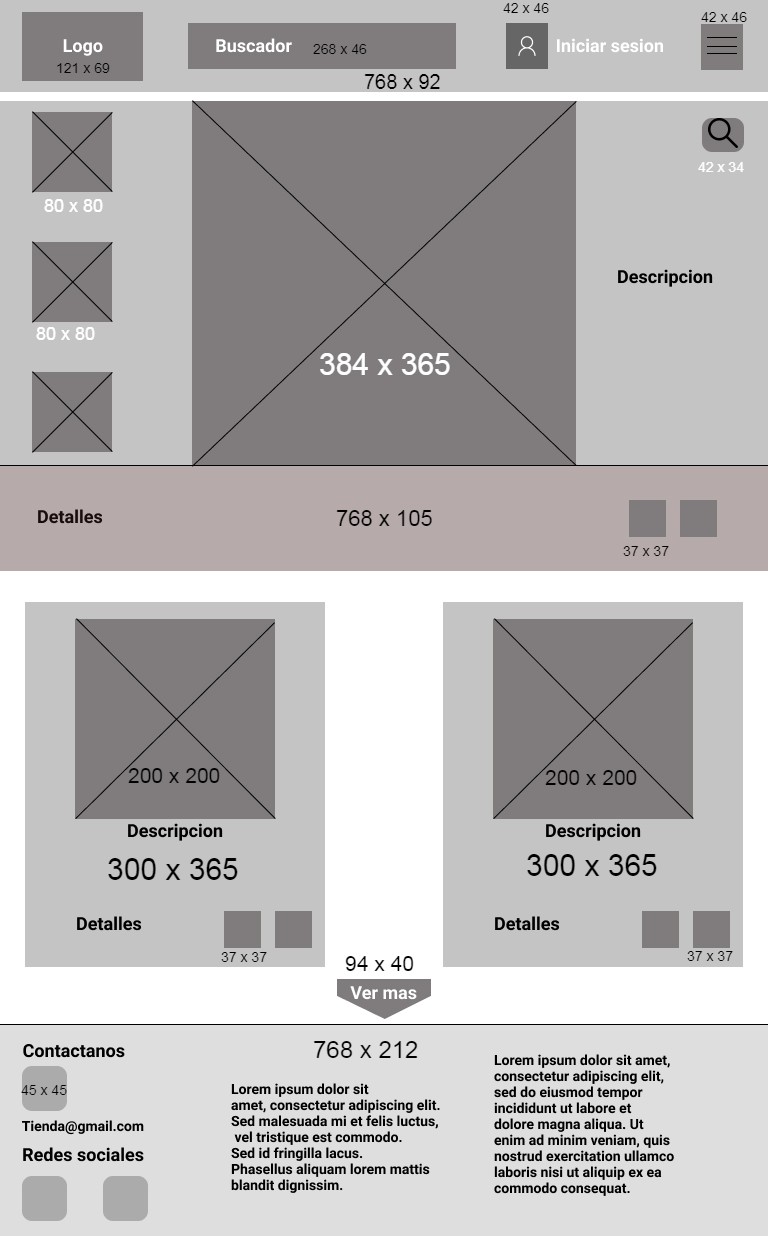 42 x 46
42 x 46
Logo
121 x 69
Buscador
268 x 46
Iniciar sesion
768 x 92
80 x 80
80 x 80
384 x 365
42 x 34
Descripcion
Detalles
768 x 105
37 x 37
200 x 200
Descripcion
300 x 365
Detalles
37 x 37
200 x 200
Descripcion
300 x 365
Detalles
37 x 37
94 x 40
Ver mas
768 x 212
Contactanos
45 x 45
Tienda@gmail.com
Redes sociales
Lorem ipsum dolor sit
amet, consectetur adipiscing elit.
Sed malesuada mi et felis luctus,
vel tristique est commodo.
Sed id fringilla lacus.
Phasellus aliquam lorem mattis
blandit dignissim.
Lorem ipsum dolor sit amet,
consectetur adipiscing elit,
sed do eiusmod tempor
incididunt ut labore et
dolore magna aliqua. Ut
enim ad minim veniam, quis
nostrud exercitation ullamco
laboris nisi ut aliquip ex ea
commodo consequat.